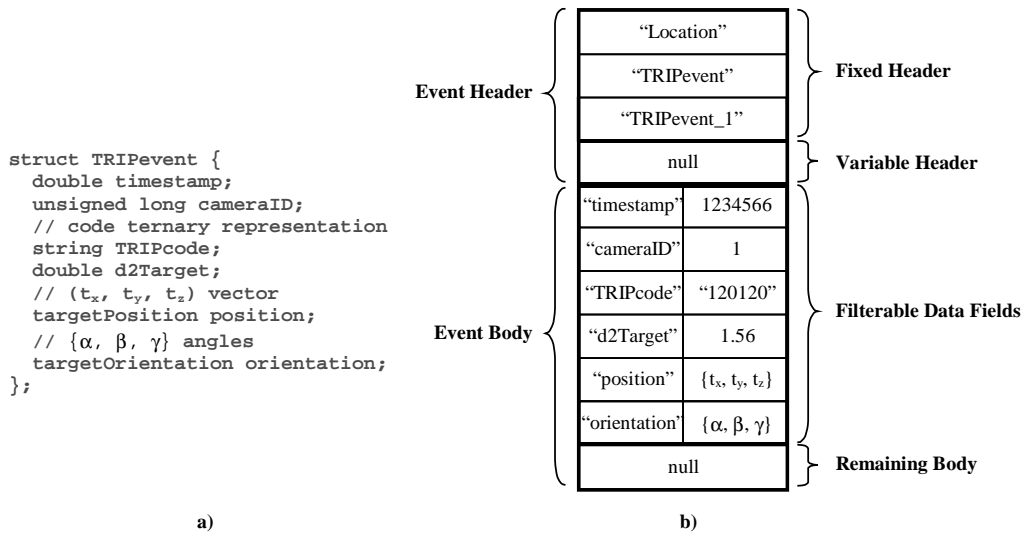 struct TRIPevent {
double timestamp;
unsigned long cameraID;
// code ternary representation
string TRIPcode;
double d2Target;
// (tx, ty, tz) vector
targetPosition position;
// {α, β, γ} angles
targetOrientation orientation;
};
a)
Event Header
Event Body
“Location”
“TRIPevent”
“TRIPevent_1”
null
“timestamp” 1234566
“cameraID” 1
“TRIPcode” “120120”
“d2Target” 1.56
“position” {tx, ty, tz}
“orientation” {α, β, γ}
null
Fixed Header
Variable Header
Filterable Data Fields
Remaining Body
b)